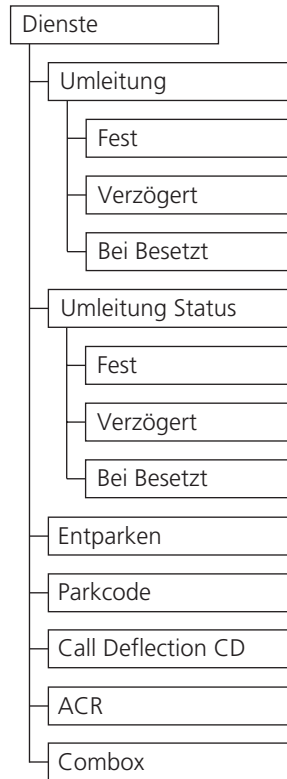 Dienste
Umleitung
Fest
Verzögert
Bei Besetzt
Umleitung Status
Fest
Verzögert
Bei Besetzt
Entparken
Parkcode
Call Deflection CD
ACR
Combox